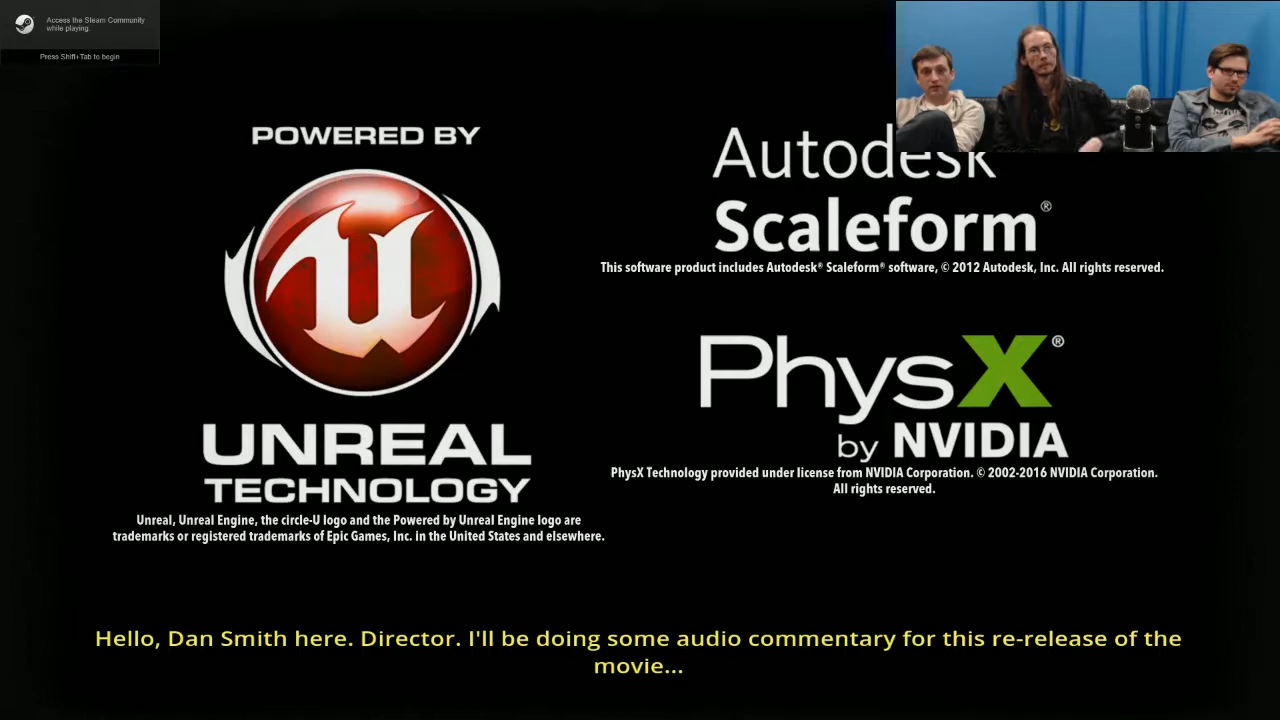 Access the Steam Community
while playing.
Press Shift+Tab to begin
POWERED BY
UNREAL
TECHNOLOGY
Unreal, Unreal Engine, the circle-U logo and the Powered by Unreal Engine logo are
trademarks or registered trademarks of Epic Games, Inc. in the United States and elsewhere.
Autodesk
Scaleform®
This software product includes Autodesk® Scaleform® software, © 2012 Autodesk, Inc. All rights reserved.
PhysX®
by NVIDIA
PhysX Technology provided under license from NVIDIA Corporation. © 2002-2016 NVIDIA Corporation.
All rights reserved.
Hello, Dan Smith here. Director. I'll be doing some audio commentary for this re-release of the
movie...